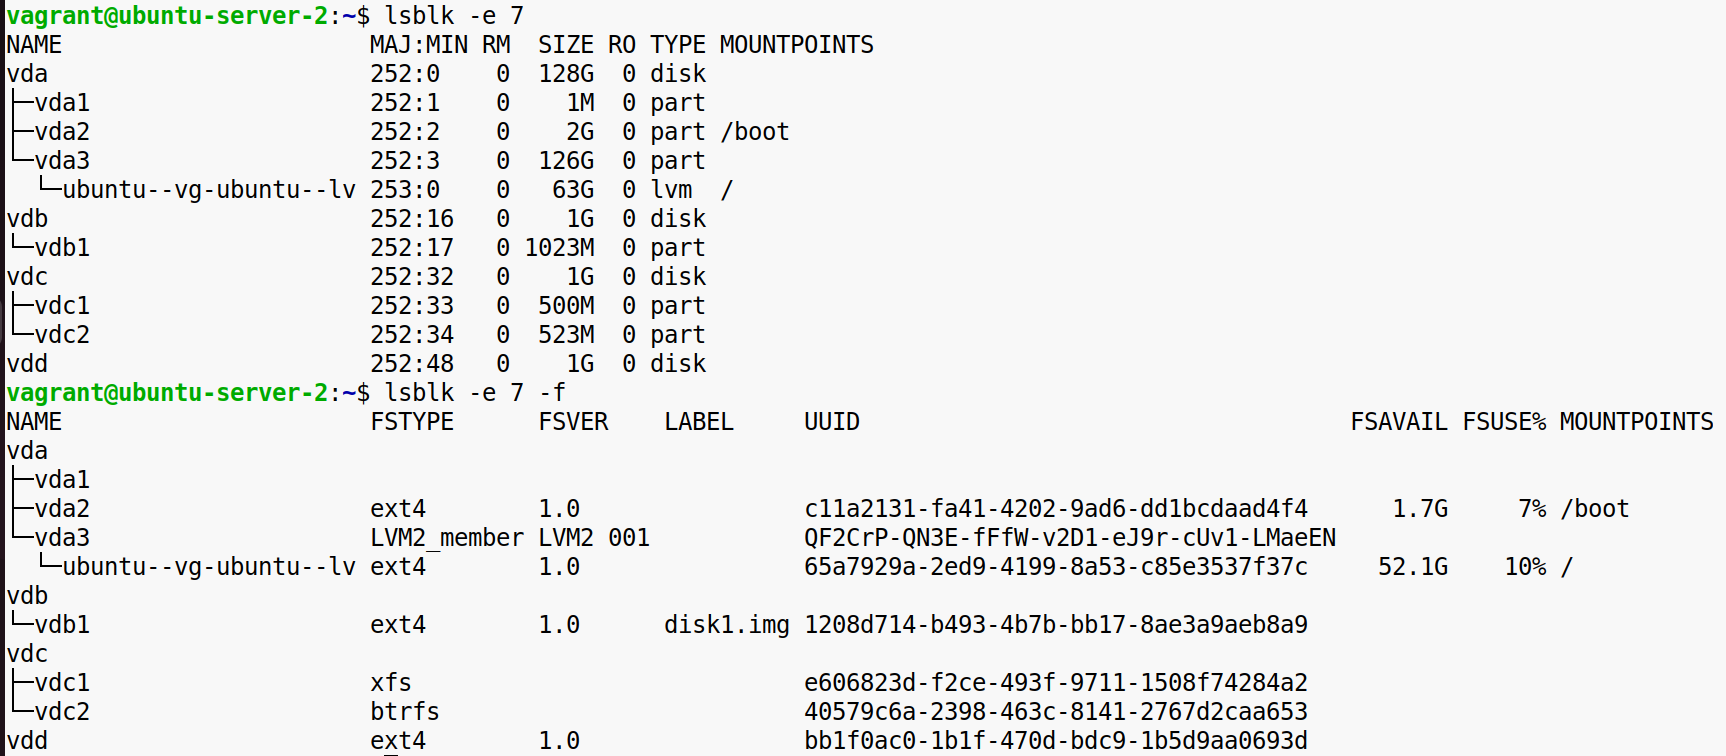 vagrant@ubuntu-server-2:~$ lsblk -e 7
NAME                      MAJ:MIN RM  SIZE RO TYPE MOUNTPOINTS
vda                       252:0    0  128G  0 disk
├─vda1                    252:1    0    1M  0 part
├─vda2                    252:2    0    2G  0 part /boot
└─vda3                    252:3    0  126G  0 part
  └─ubuntu--vg-ubuntu--lv 253:0    0   63G  0 lvm  /
vdb                       252:16   0    1G  0 disk
└─vdb1                    252:17   0 1023M  0 part
vdc                       252:32   0    1G  0 disk
├─vdc1                    252:33   0  500M  0 part
└─vdc2                    252:34   0  523M  0 part
vdd                       252:48   0    1G  0 disk
vagrant@ubuntu-server-2:~$ lsblk -e 7 -f
NAME                      FSTYPE      FSVER    LABEL     UUID                                   FSAVAIL FSUSE% MOUNTPOINTS
vda
├─vda1
├─vda2                    ext4        1.0                c11a2131-fa41-4202-9ad6-dd1bcdaad4f4      1.7G     7% /boot
└─vda3                    LVM2_member LVM2 001           QF2CrP-QN3E-fFfW-v2D1-eJ9r-cUv1-LMaeEN
  └─ubuntu--vg-ubuntu--lv ext4        1.0                65a7929a-2ed9-4199-8a53-c85e3537f37c     52.1G    10% /
vdb
└─vdb1                    ext4        1.0      disk1.img 1208d714-b493-4b7b-bb17-8ae3a9aeb8a9
vdc
├─vdc1                    xfs                            e606823d-f2ce-493f-9711-1508f74284a2
└─vdc2                    btrfs                          40579c6a-2398-463c-8141-2767d2caa653
vdd                       ext4        1.0                bb1f0ac0-1b1f-470d-bdc9-1b5d9aa0693d